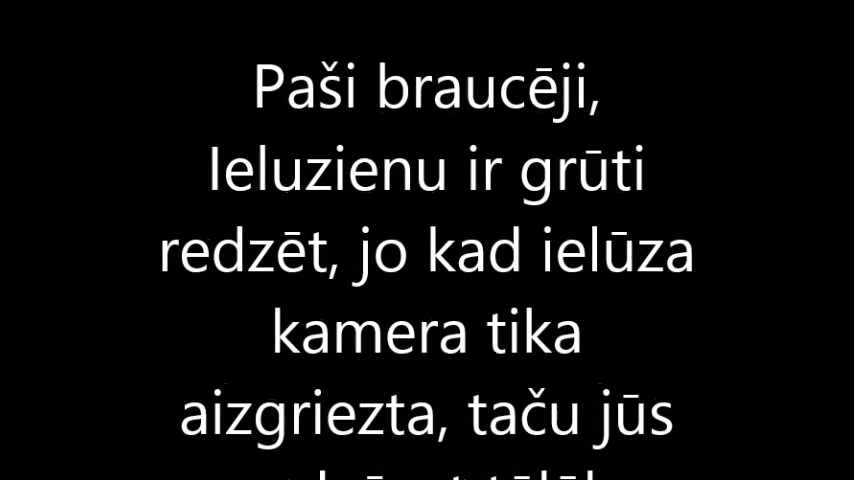 Paši braucēji,
Ieluzienu ir grūti
redzēt, jo kad ielūza
kamera tika
aizgriezta, taču jūs